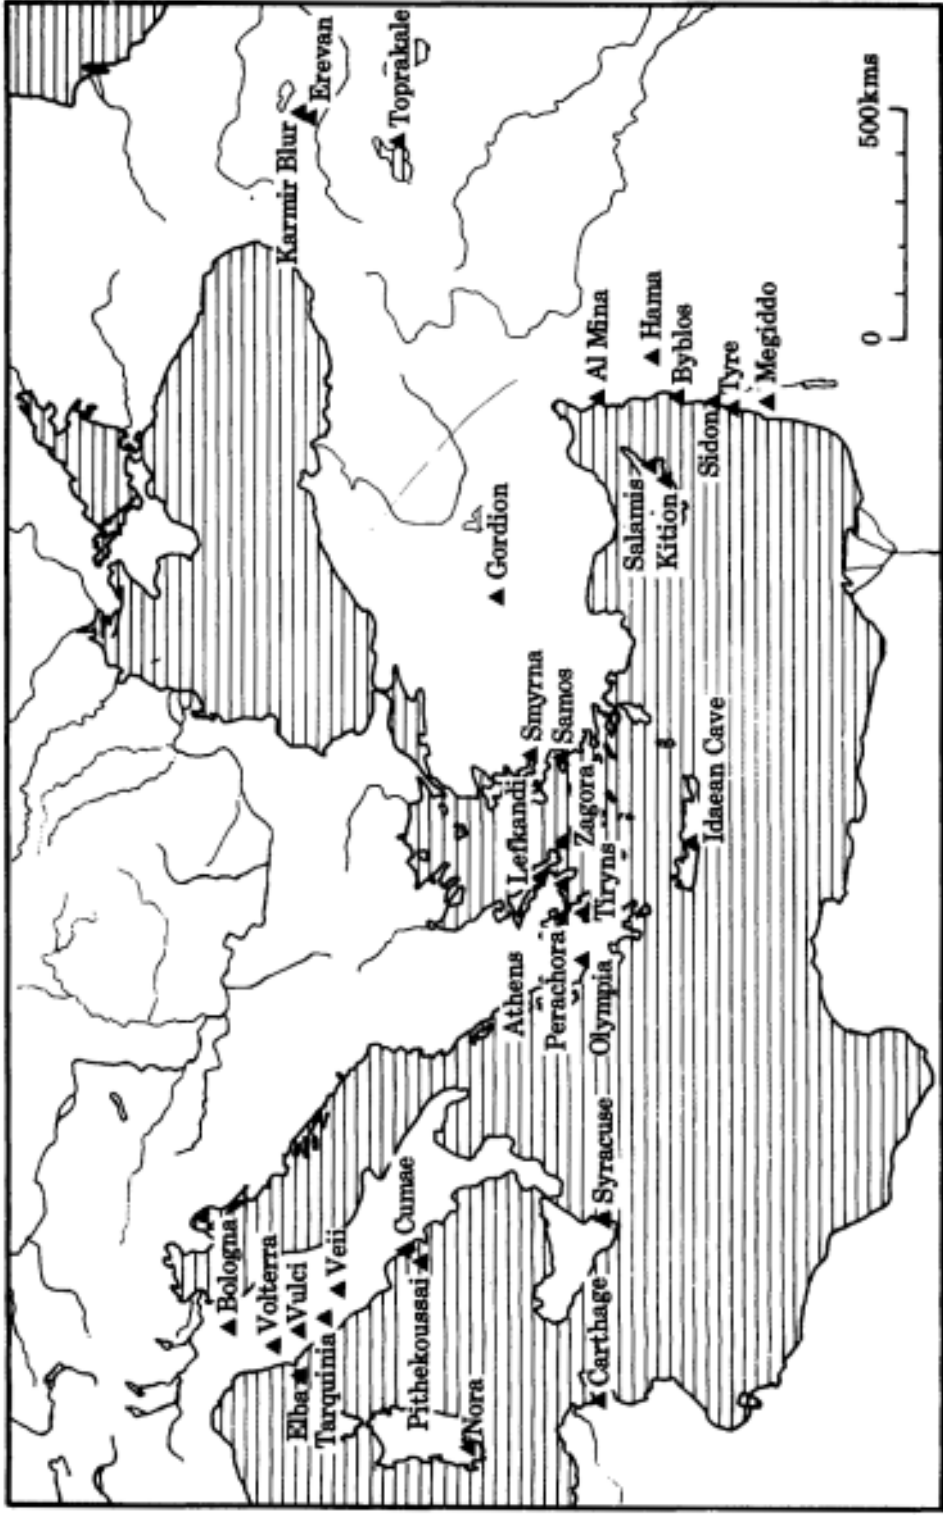 Karmir Blur
Erevan
Toprakale
Bologna
Volterra
Vulci
Elba
Tarquinia
Veii
Pithekoussai
Cumae
Nora
Carthage
Syracuse
Gordion
Athens
Lefkandi
Smyrna
Perachora
Samos
Zagora
Olympia
Tiryns
Idaean Cave
Al Mina
Salamis
Hama
Kition
Byblos
Sidon
Tyre
Megiddo
0 500kms